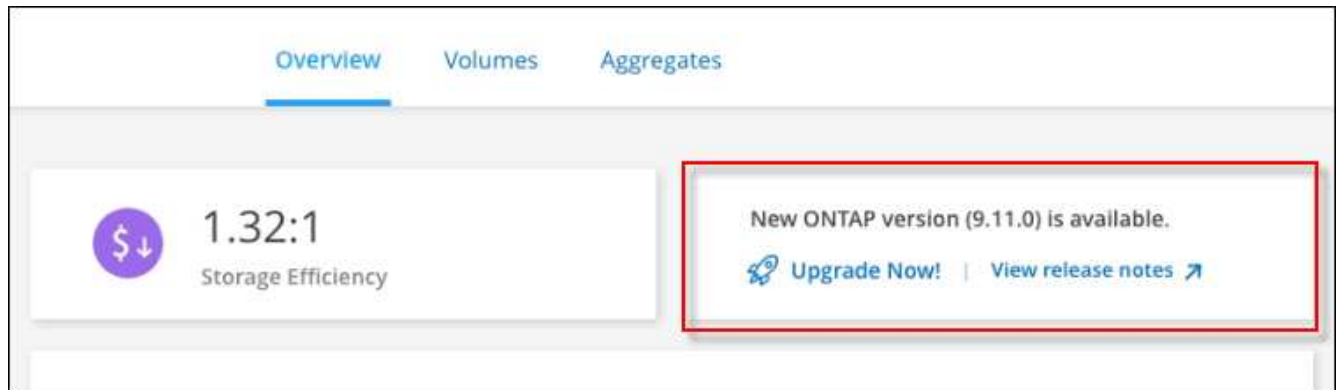 Overview Volumes Aggregates
1.32:1
Storage Efficiency
New ONTAP version (9.11.0) is available.
Upgrade Now! | View release notes